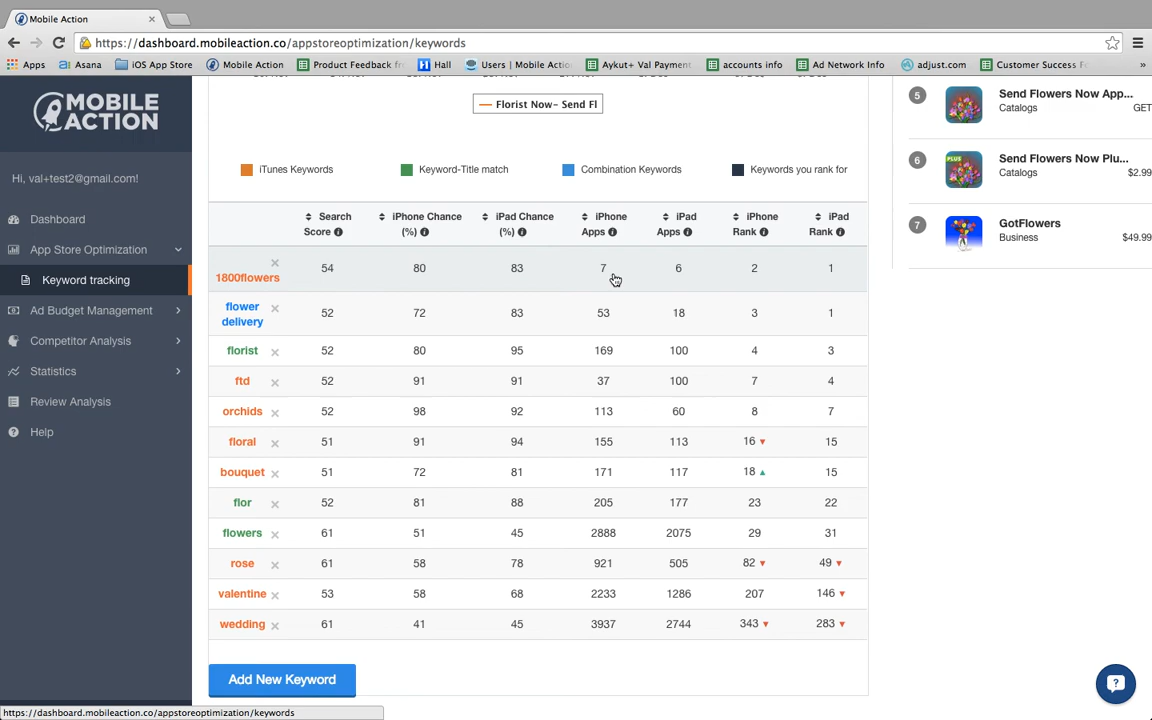 Mobile Action
https://dashboard.mobileaction.co/appstoreoptimization/keywords
Apps Asana iOS App Store Mobile Action Product Feedback fr Hall Users | Mobile Actio Aykut+ Val Payment accounts info Ad Network Info adjust.com Customer Success F »
MOBILE ACTION
Hi, val+test2@gmail.com!
Dashboard
App Store Optimization
Keyword tracking
Ad Budget Management
Competitor Analysis
Statistics
Review Analysis
Help
Florist Now– Send Fl
iTunes Keywords Keyword-Title match Combination Keywords Keywords you rank for
Search Score iPhone Chance (%) iPad Chance (%) iPhone Apps iPad Apps iPhone Rank iPad Rank
1800flowers 54 80 83 7 6 2 1
flower delivery 52 72 83 53 18 3 1
florist 52 80 95 169 100 4 3
ftd 52 91 91 37 100 7 4
orchids 52 98 92 113 60 8 7
floral 51 91 94 155 113 16 15
bouquet 51 72 81 171 117 18 15
flor 52 81 88 205 177 23 22
flowers 61 51 45 2888 2075 29 31
rose 61 58 78 921 505 82 49
valentine 53 58 68 2233 1286 207 146
wedding 61 41 45 3937 2744 343 283
Add New Keyword
5 Send Flowers Now App...
Catalogs GET
6 PLUS Send Flowers Now Plu...
Catalogs $2.99
7 GotFlowers
Business $49.99
https://dashboard.mobileaction.co/appstoreoptimization/keywords